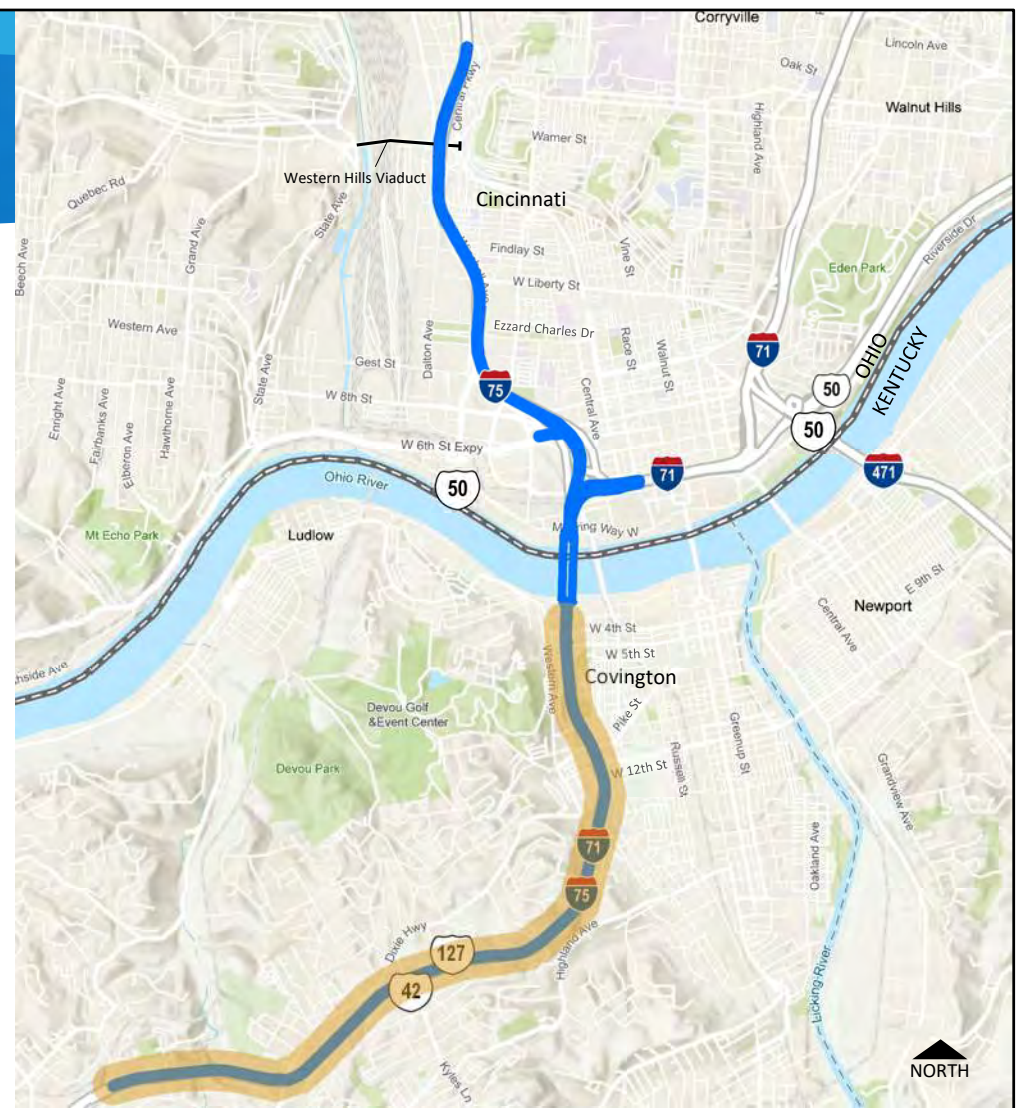 Corryville
Lincoln Ave
Oak St
Central Pkwy
Highland Ave
Walnut Hills
Warner St
Western Hills Viaduct
Quebec Rd
State Ave
Cincinnati
Grand Ave
Beech Ave
Findlay St
Vine St
Riverside Dr
W Liberty St
Eden Park
Western Ave
Dalton Ave
Ezzard Charles Dr
Race St
Walnut St
71
OHIO
KENTUCKY
Gest St
State Ave
75
50
W 8th St
Central Ave
Enright Ave
Fairbanks Ave
Elberon Ave
Hawthorne Ave
50
W 6th St Expy
71
471
Ohio River
50
Mt Echo Park
Ludlow
Way W
E 9th St
Newport
Central Ave
W 4th St
W 5th St
Western Ave
Covington
Devou Golf
&Event Center
Pike St
Greenup St
Devou Park
Russell St
W 12th St
Grandview Ave
71
Oakland Ave
75
Dixie Hwy
Highland Ave
127
42
Licking River
Kyles Ln
NORTH